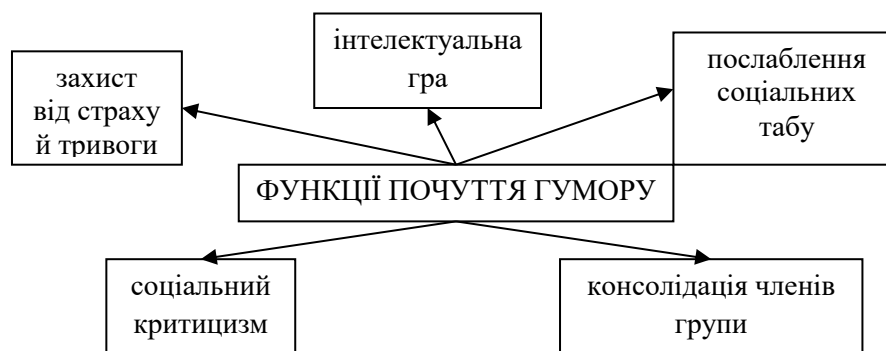 захист
від страху
й тривоги
інтелектуальна
гра
послаблення
соціальних
табу
ФУНКЦІЇ ПОЧУТТЯ ГУМОРУ
соціальний
критицизм
консолідація членів
групи